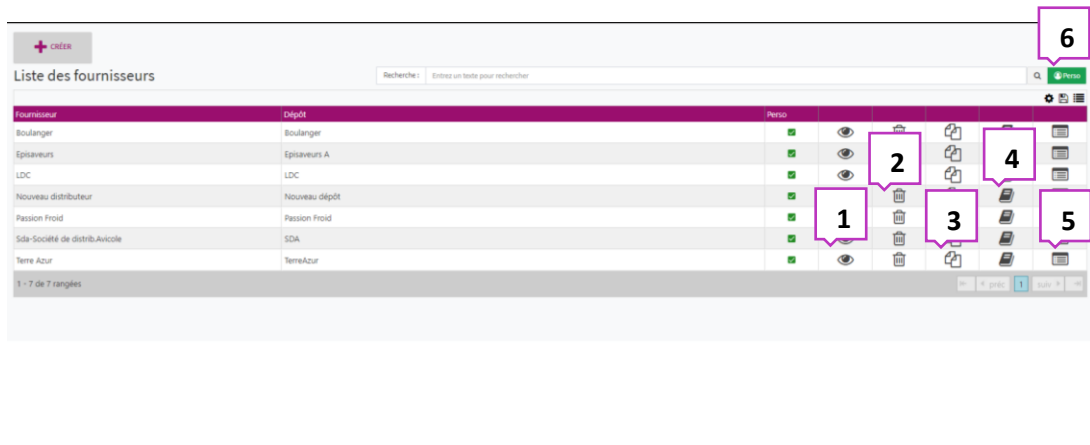 6
CRÉER
Liste des fournisseurs
Recherche : Entrez un texte pour rechercher
Perso
Fournisseur Dépôt Perso
Boulanger Boulanger
Episaveurs Episaveurs A
LDC LDC
2
4
Nouveau distributeur Nouveau dépôt
Passion Froid Passion Froid
1
3
5
Sda-Société de distrib.Avicole SDA
Terre Azur TerreAzur
1 - 7 de 7 rangées
préc 1 suiv